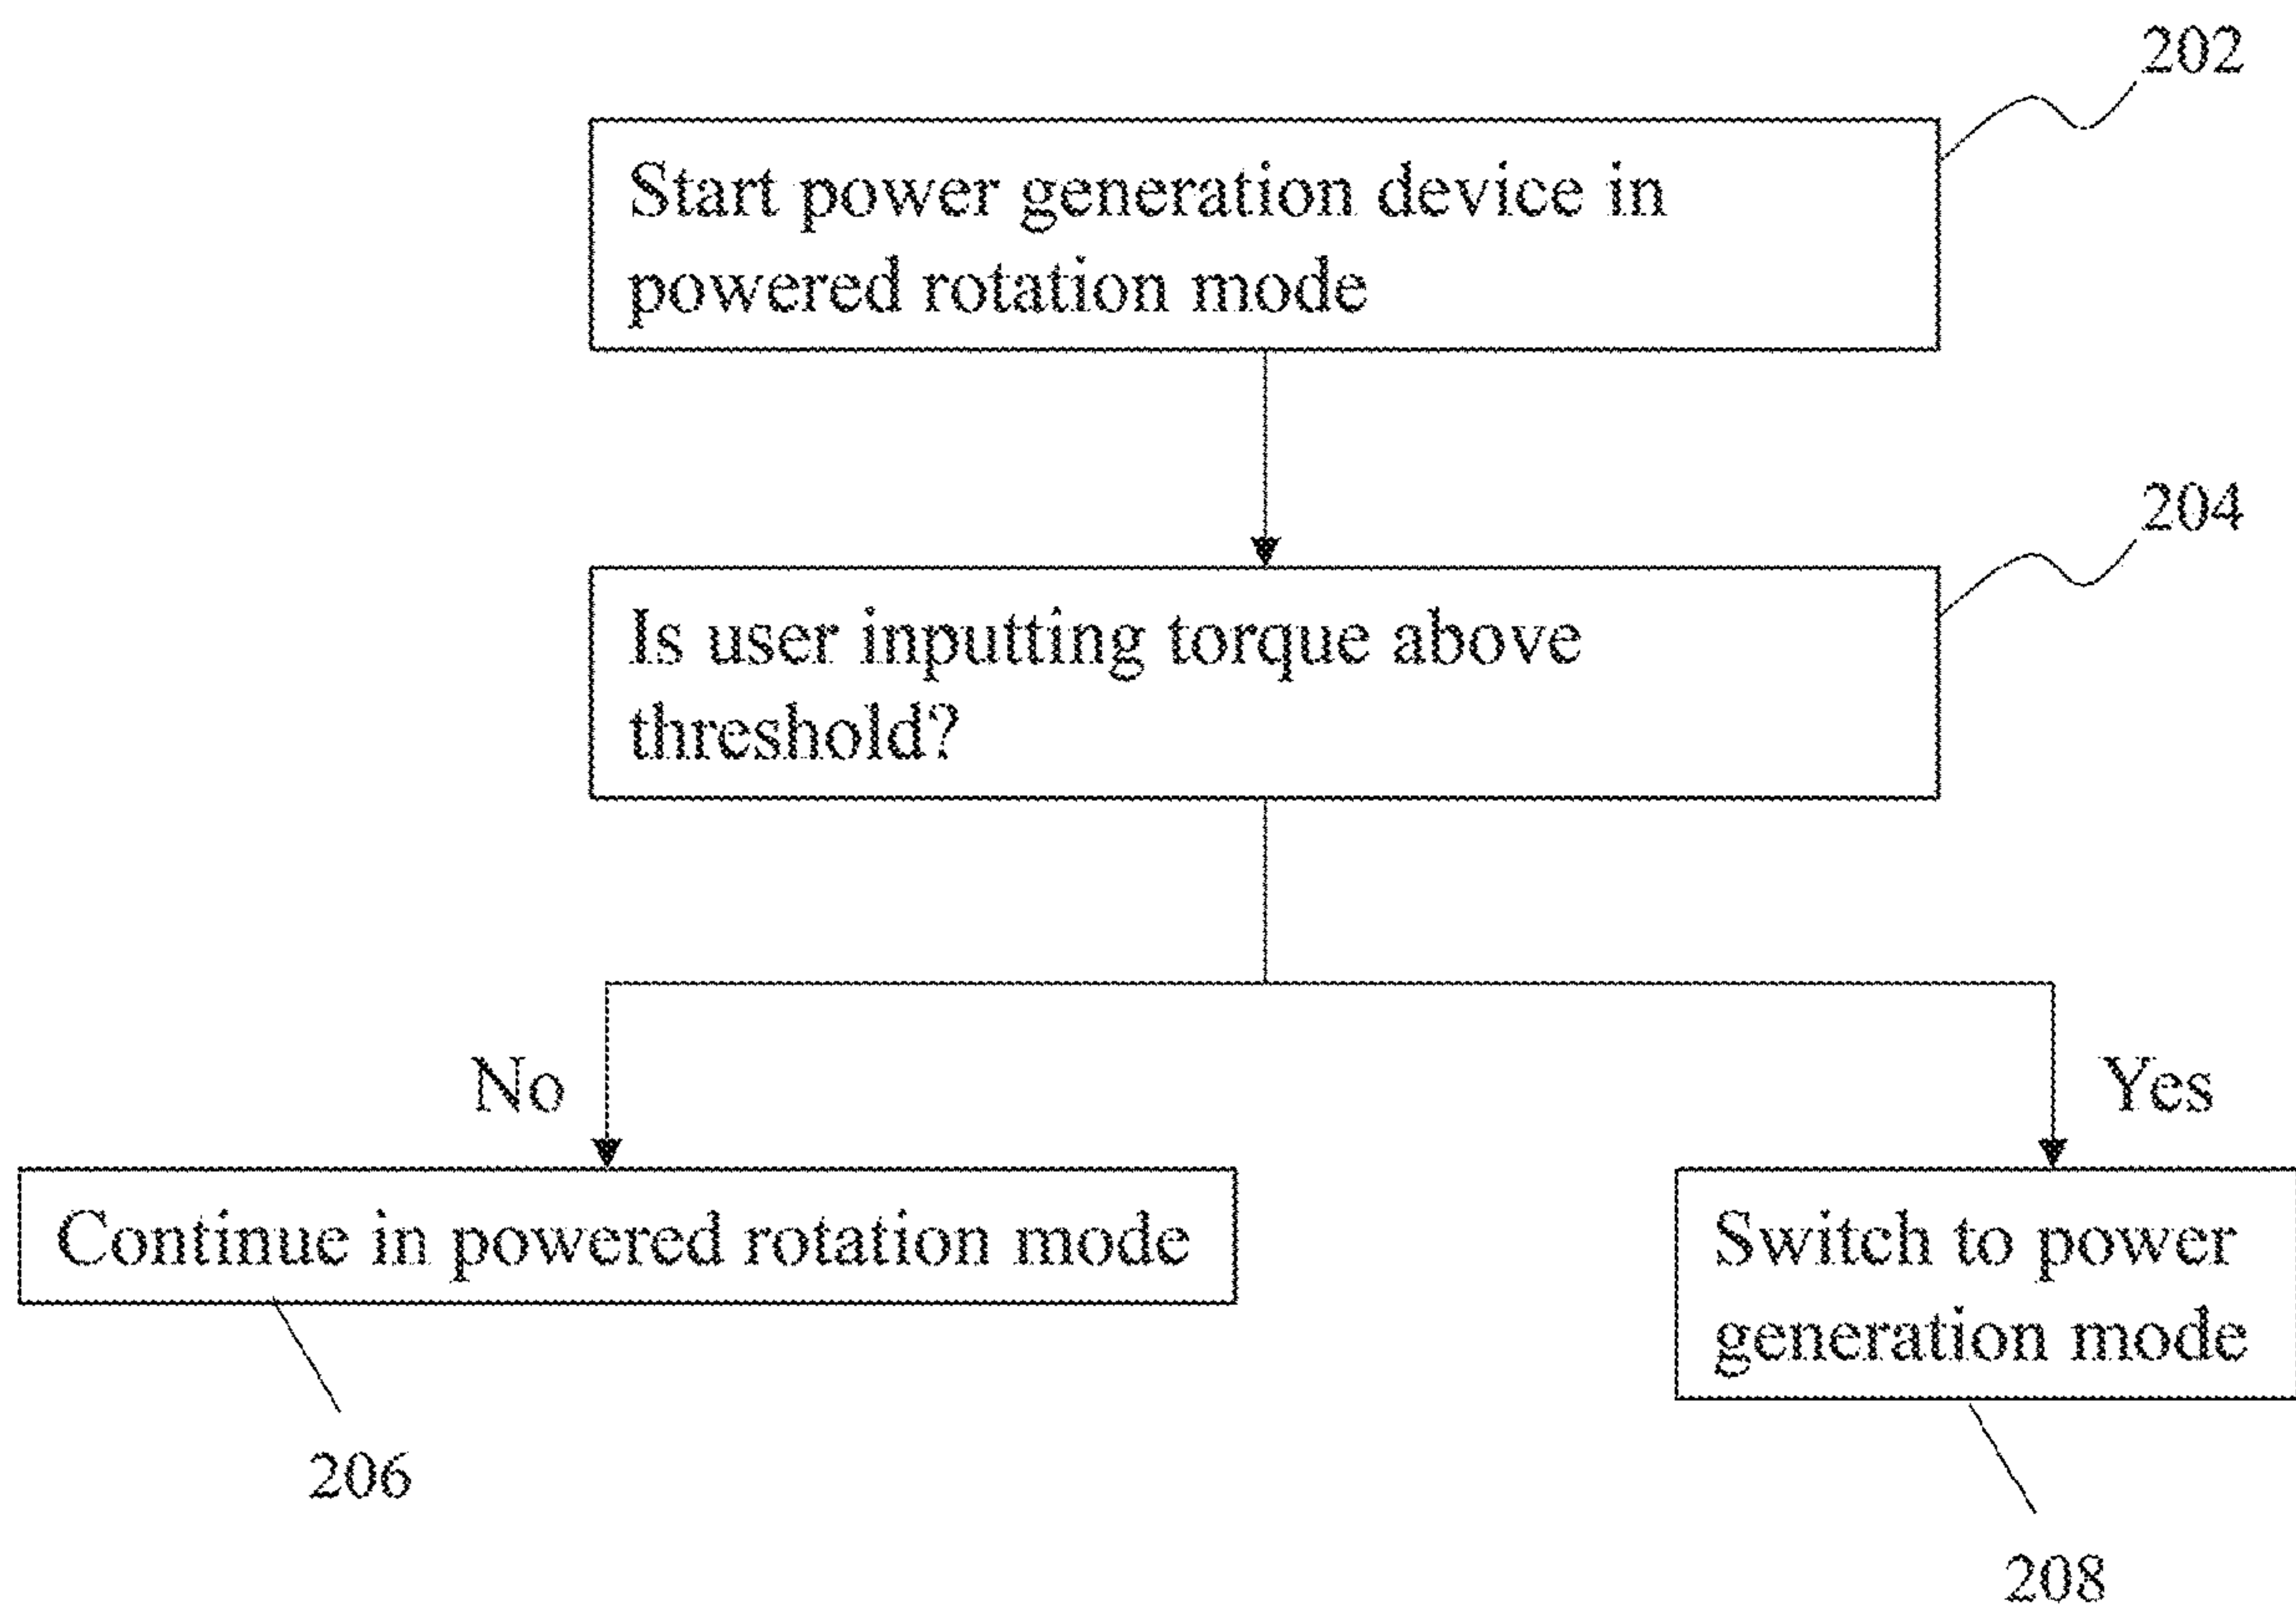 202
Start power generation device in
powered rotation mode
204
Is user inputting torque above
threshold?
No
Yes
Continue in powered rotation mode
Switch to power
generation mode
206
208